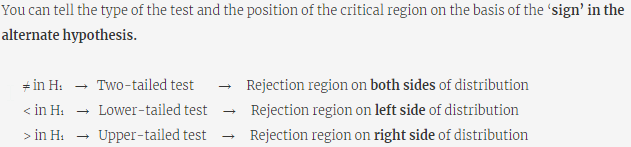 You can tell the type of the test and the position of the critical region on the basis of the ‘sign’ in the
alternate hypothesis.
≠ in H₁ → Two-tailed test → Rejection region on both sides of distribution
< in H₁ → Lower-tailed test → Rejection region on left side of distribution
> in H₁ → Upper-tailed test → Rejection region on right side of distribution